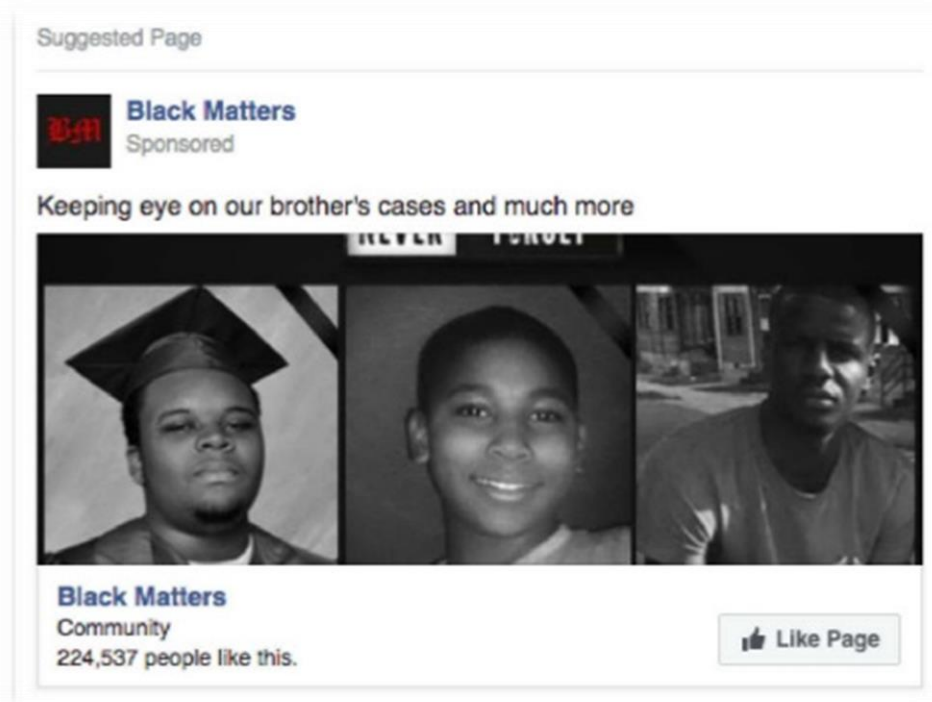 Suggested Page
BM
Black Matters
Sponsored
Keeping eye on our brother's cases and much more
Black Matters
Community
224,537 people like this.
Like Page